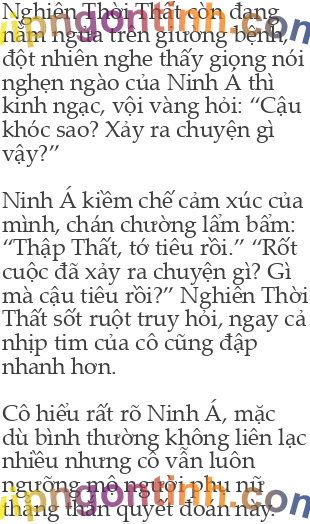 Nghiên Thời Thất còn đang
nằm ngửa trên giường bệnh,
đột nhiên nghe thấy giọng nói
nghẹn ngào của Ninh Á thì
kinh ngạc, vội vàng hỏi: “Cậu
khóc sao? Xảy ra chuyện gì
vậy?”
Ninh Á kiềm chế cảm xúc của
mình, chán chường lẩm bẩm:
“Thập Thất, tớ tiêu rồi.” “Rốt
cuộc đã xảy ra chuyện gì? Gì
mà cậu tiêu rồi?” Nghiên Thời
Thất sốt ruột truy hỏi, ngay cả
nhịp tim của cô cũng đập
nhanh hơn.
Cô hiểu rất rõ Ninh Á, mặc
dù bình thường không liên lạc
nhiều nhưng cô vẫn luôn
ngưỡng mộ người phụ nữ
thẳng thắn quyết đoán này.
vipngontinh.com
vipngontinh.com